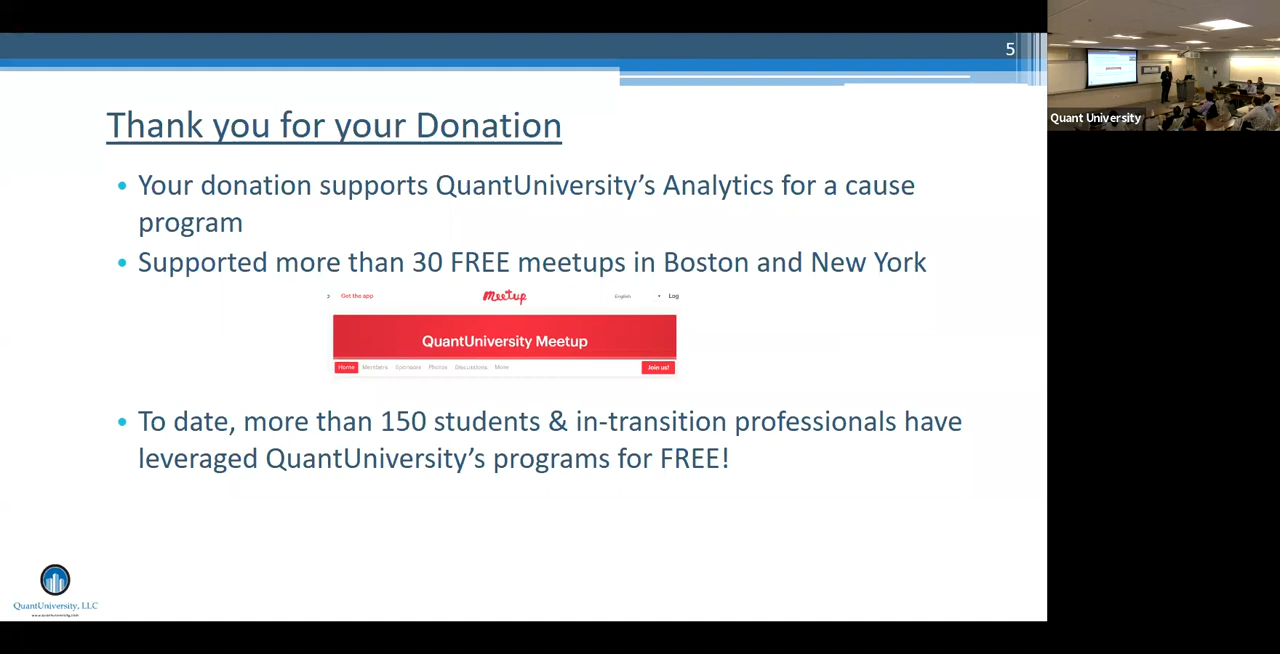 5
Thank you for your Donation
• Your donation supports QuantUniversity’s Analytics for a cause
program
• Supported more than 30 FREE meetups in Boston and New York
Get the app meetup English Log
QuantUniversity Meetup
Home Members Sponsors Photos Discussions More Join us!
• To date, more than 150 students & in-transition professionals have
leveraged QuantUniversity’s programs for FREE!
QuantUniversity, LLC
www.quantuniversity.com
Quant University